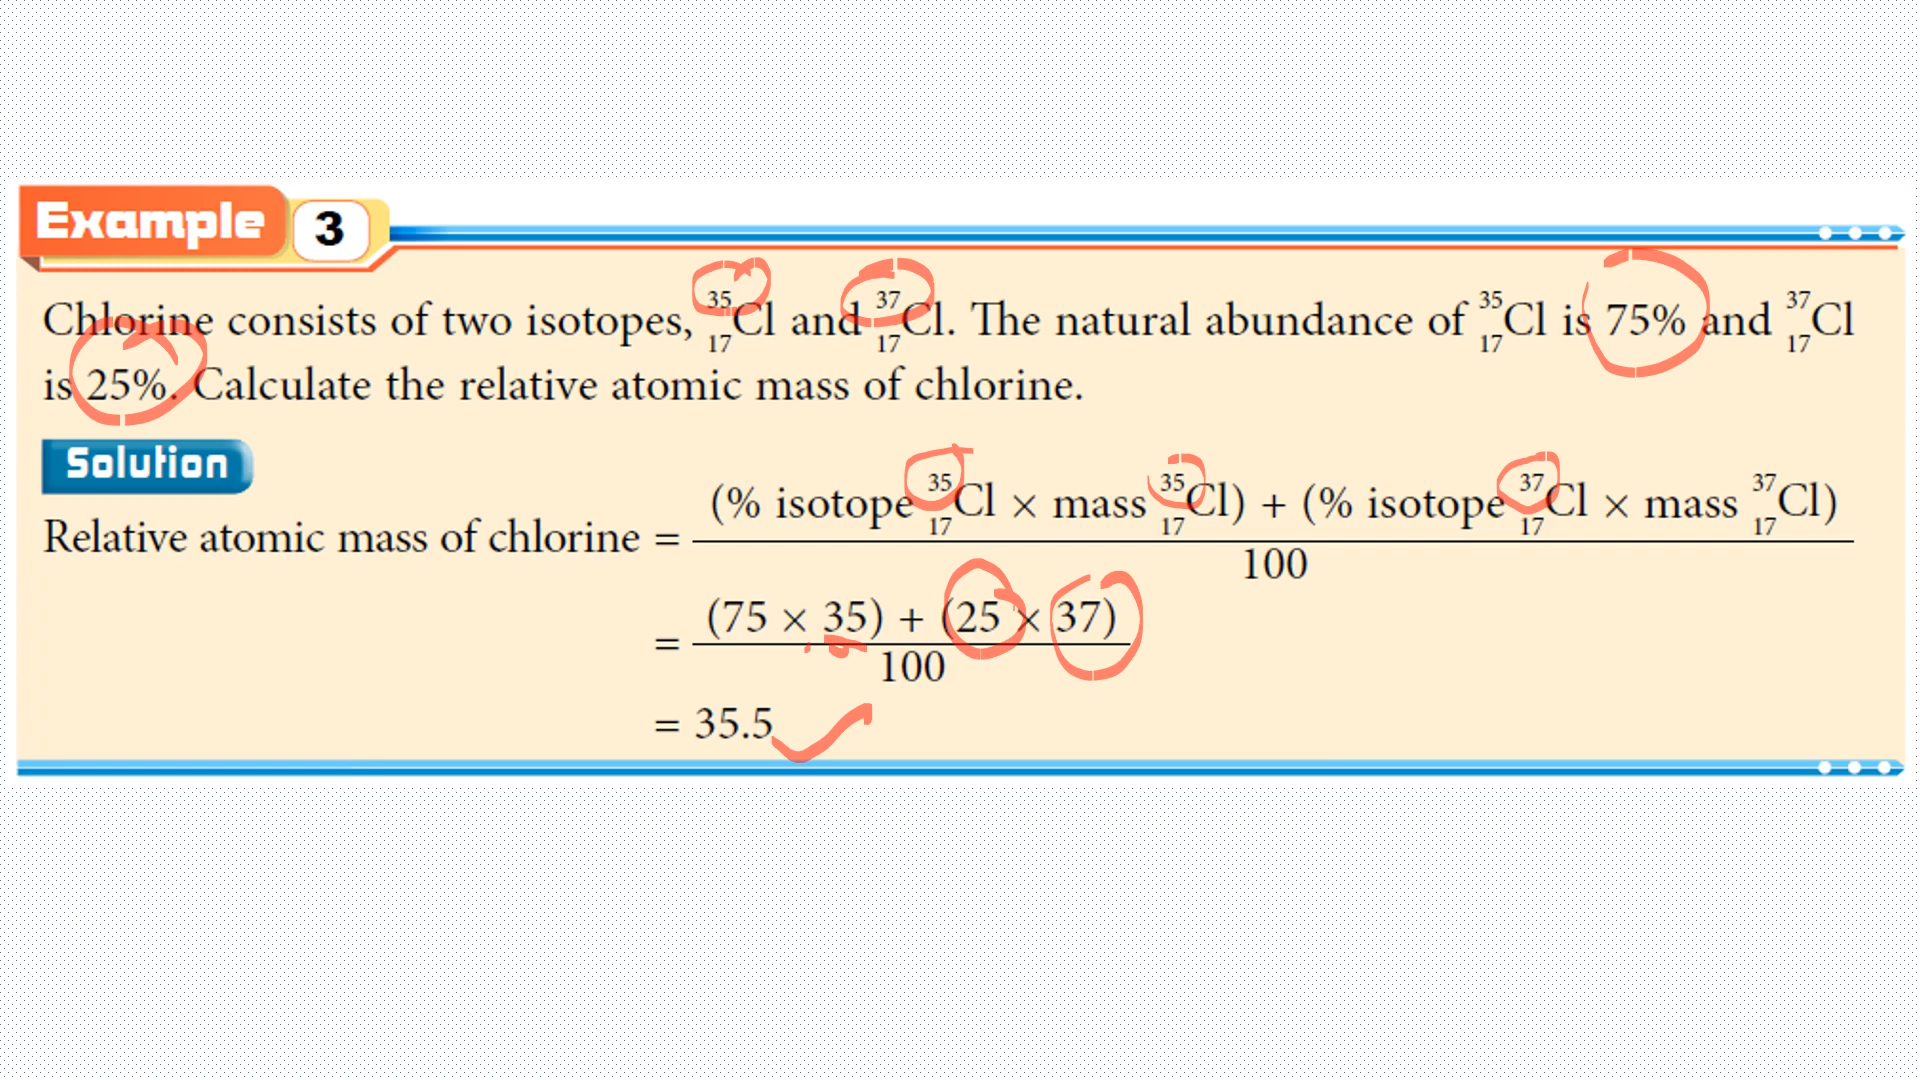 Example 3
Chlorine consists of two isotopes, ³⁵₁₇Cl and ³⁷₁₇Cl. The natural abundance of ³⁵₁₇Cl is 75% and ³⁷₁₇Cl
is 25%. Calculate the relative atomic mass of chlorine.
Solution
Relative atomic mass of chlorine = (% isotope ³⁵₁₇Cl × mass ³⁵₁₇Cl) + (% isotope ³⁷₁₇Cl × mass ³⁷₁₇Cl)
100
= (75 × 35) + (25 × 37)
100
= 35.5